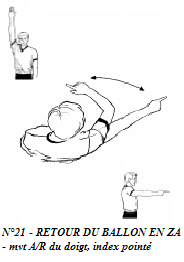 N°21 - RETOUR DU BALLON EN ZA
- mvt A/R du doigt, index pointé